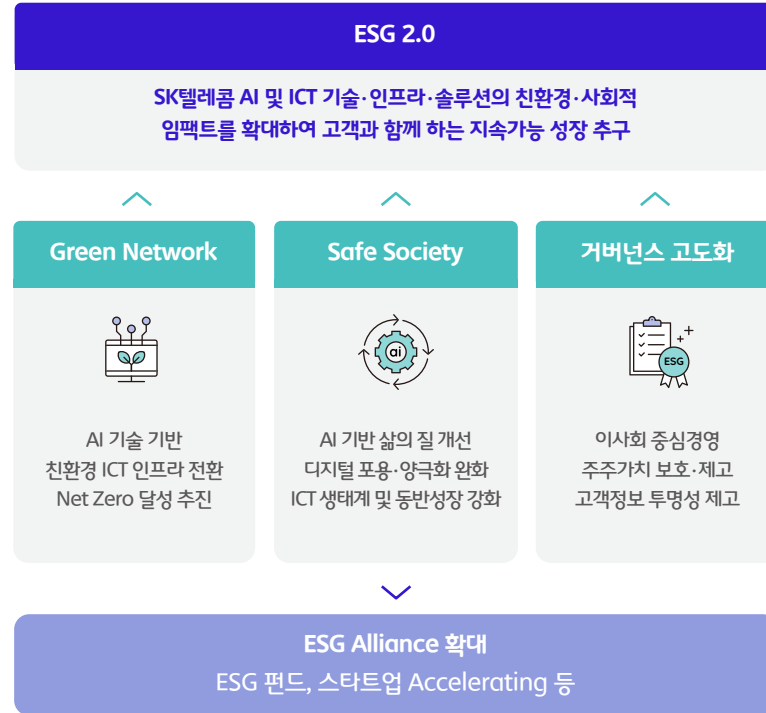 ESG 2.0
SK텔레콤 AI 및 ICT 기술·인프라·솔루션의 친환경·사회적
임팩트를 확대하여 고객과 함께 하는 지속가능 성장 추구
Green Network
AI 기술 기반
친환경 ICT 인프라 전환
Net Zero 달성 추진
Safe Society
ai
AI 기반 삶의 질 개선
디지털 포용·양극화 완화
ICT 생태계 및 동반성장 강화
거버넌스 고도화
ESG
이사회 중심경영
주주가치 보호·제고
고객정보 투명성 제고
ESG Alliance 확대
ESG 펀드, 스타트업 Accelerating 등